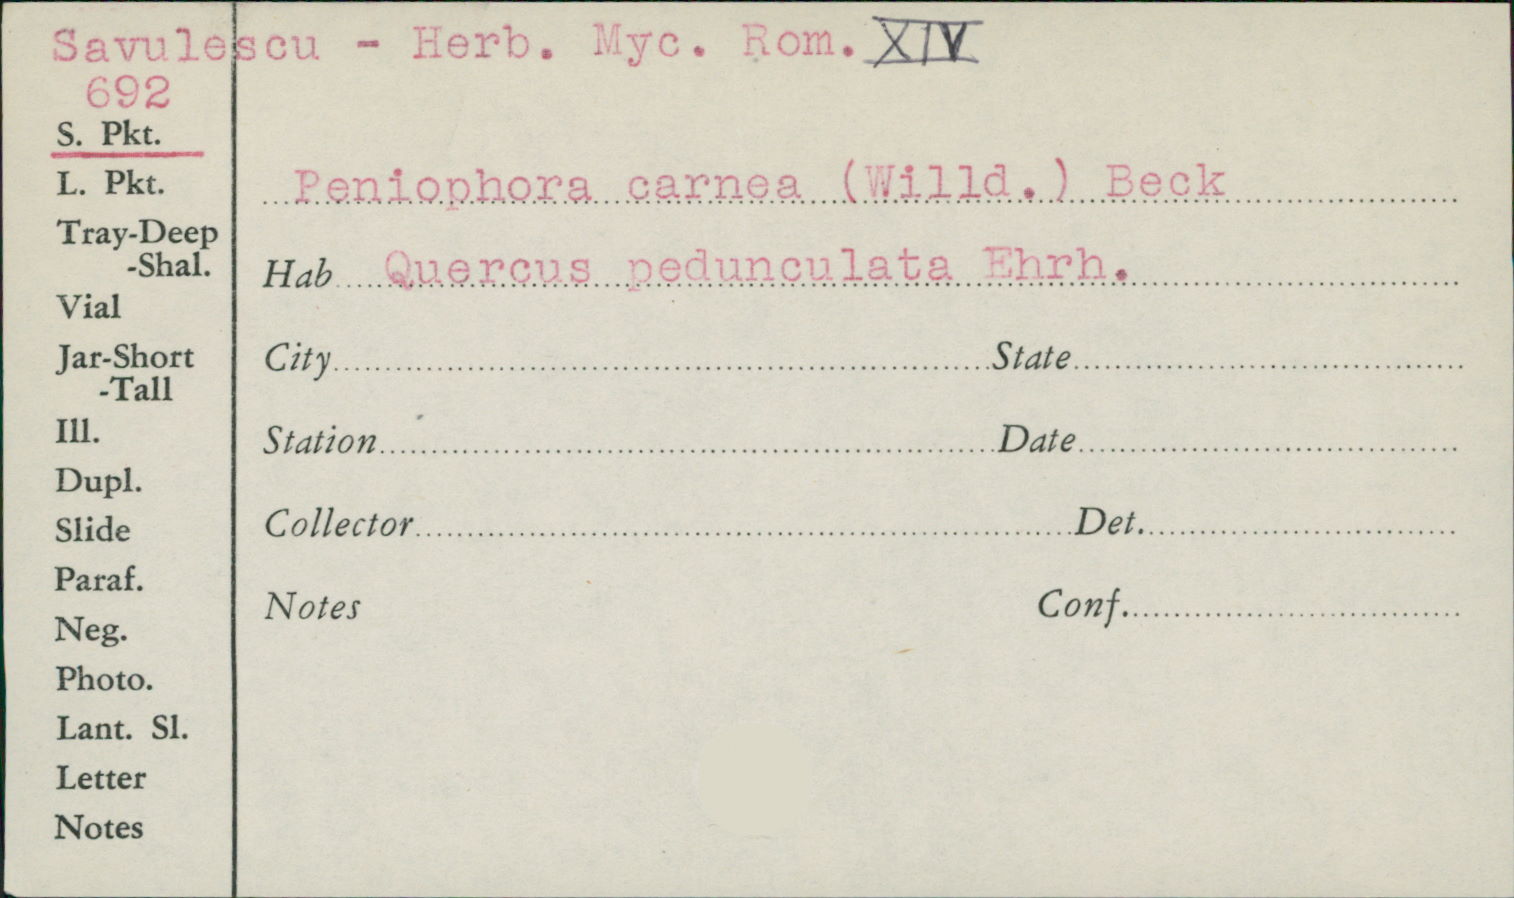 Savulescu - Herb. Myc. Rom. XIV
692
S. Pkt.
L. Pkt.
Peniophora carnea (Willd.) Beck
Tray-Deep
-Shal.
Hab Quercus pedunculata Ehrh.
Vial
Jar-Short
-Tall
City State
Ill.
Station Date
Dupl.
Slide
Collector Det.
Paraf.
Notes Conf.
Neg.
Photo.
Lant. Sl.
Letter
Notes